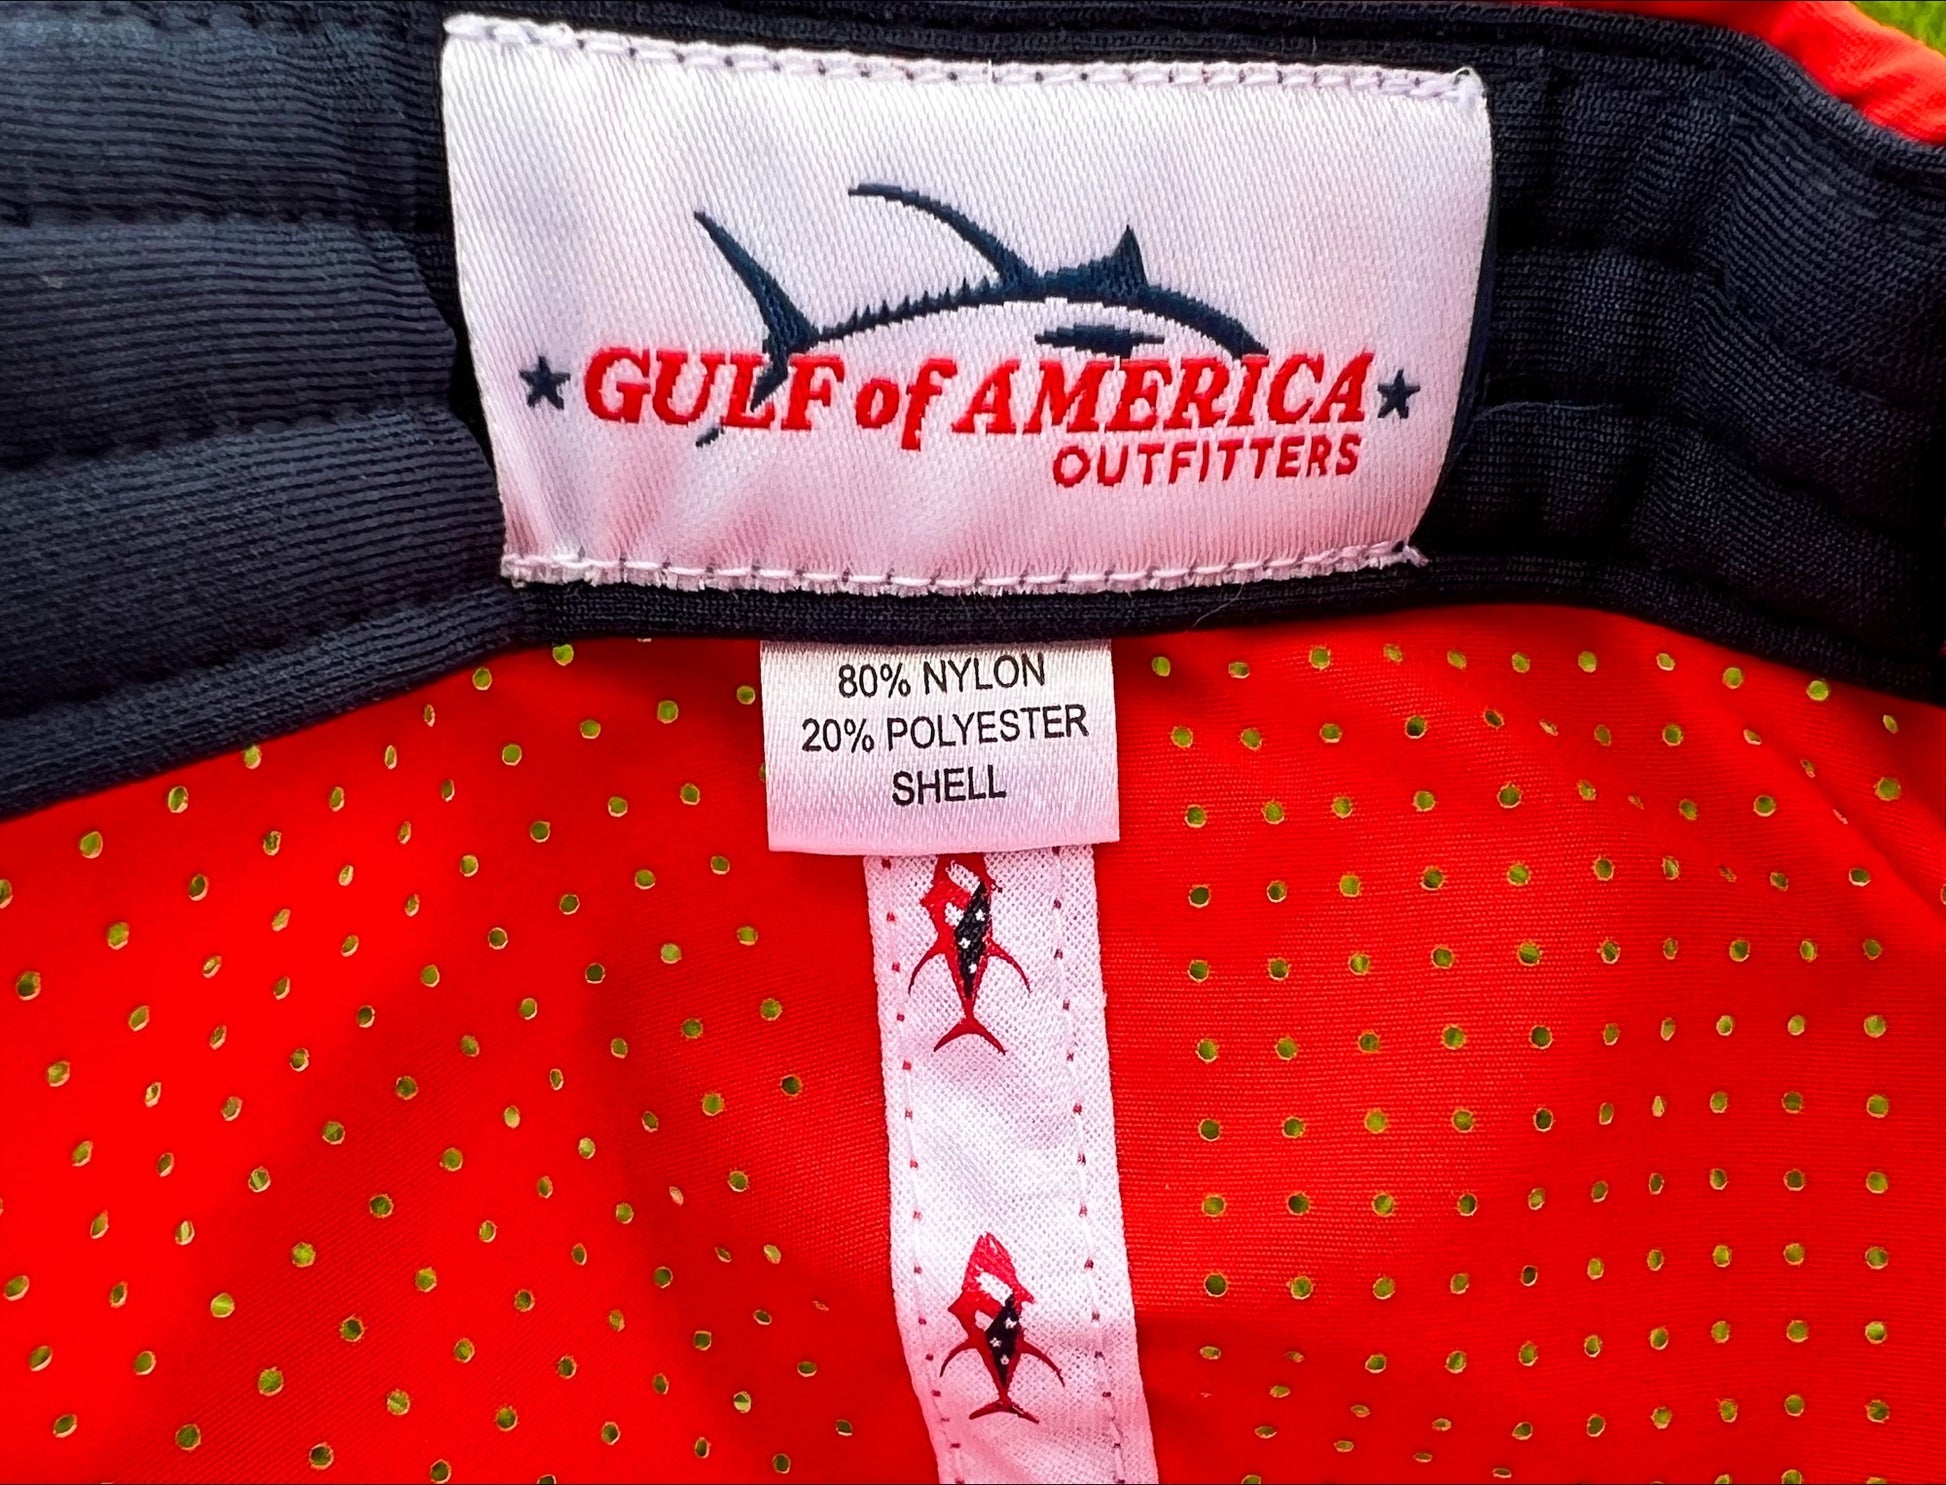 GULF of AMERICA
OUTFITTERS
80% NYLON
20% POLYESTER
SHELL